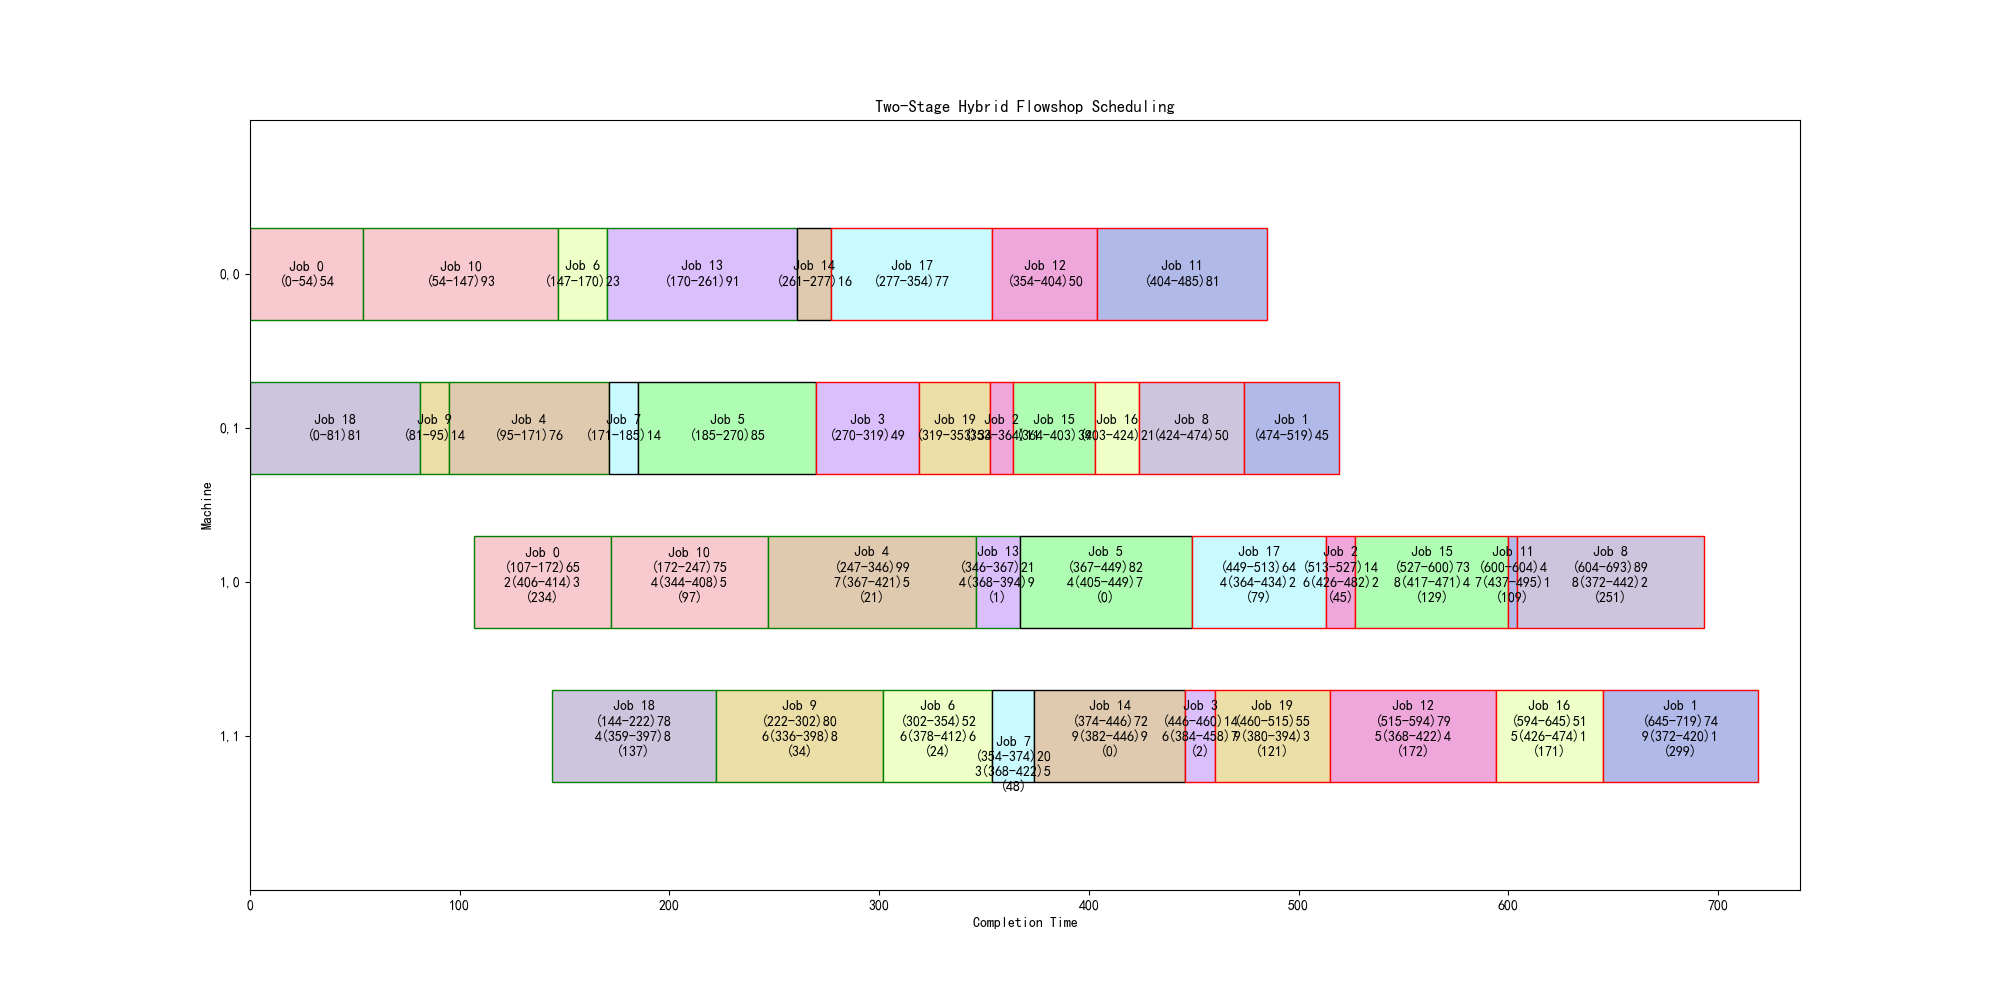 Two-Stage Hybrid Flowshop Scheduling
Machine
0,0
Job 0
(0-54)54
Job 10
(54-147)93
Job 6
(147-170)23
Job 13
(170-261)91
Job 14
(261-277)16
Job 17
(277-354)77
Job 12
(354-404)50
Job 11
(404-485)81
0,1
Job 18
(0-81)81
Job 9
(81-95)14
Job 4
(95-171)76
Job 7
(171-185)14
Job 5
(185-270)85
Job 3
(270-319)49
Job 19
(319-353)34
Job 2
(353-364)11
Job 15
(364-403)39
Job 16
(403-424)21
Job 8
(424-474)50
Job 1
(474-519)45
1,0
Job 0
(107-172)65
2(406-414)3
(234)
Job 10
(172-247)75
4(344-408)5
(97)
Job 4
(247-346)99
7(367-421)5
(21)
Job 13
(346-367)21
4(368-394)9
(1)
Job 5
(367-449)82
4(405-449)7
(0)
Job 17
(449-513)64
4(364-434)2
(79)
Job 2
(513-527)14
6(426-482)2
(45)
Job 15
(527-600)73
8(417-471)4
(129)
Job 11
(600-604)4
7(437-495)1
(109)
Job 8
(604-693)89
8(372-442)2
(251)
1,1
Job 18
(144-222)78
4(359-397)8
(137)
Job 9
(222-302)80
6(336-398)8
(34)
Job 6
(302-354)52
6(378-412)6
(24)
Job 7
(354-374)20
3(368-422)5
(48)
Job 14
(374-446)72
9(382-446)9
(0)
Job 3
(446-460)14
6(384-458)7
(2)
Job 19
(460-515)55
9(380-394)3
(121)
Job 12
(515-594)79
5(368-422)4
(172)
Job 16
(594-645)51
5(426-474)1
(171)
Job 1
(645-719)74
9(372-420)1
(299)
0 100 200 300 400 500 600 700
Completion Time